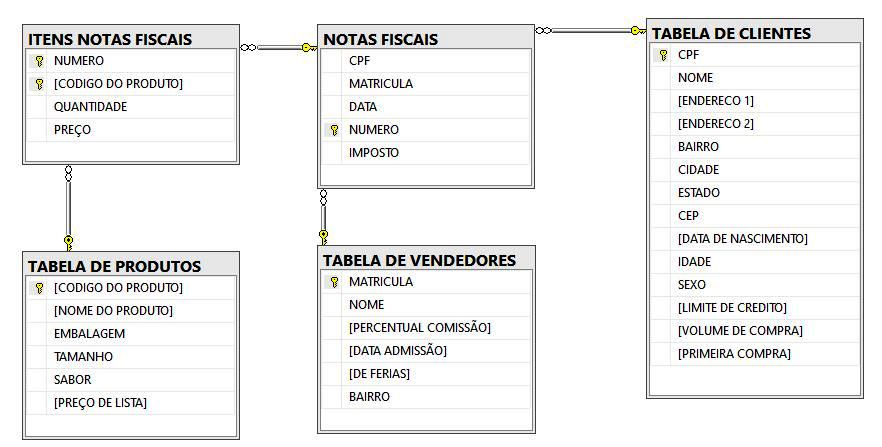 ITENS NOTAS FISCAIS
NUMERO
[CODIGO DO PRODUTO]
QUANTIDADE
PREÇO
NOTAS FISCAIS
CPF
MATRICULA
DATA
NUMERO
IMPOSTO
TABELA DE CLIENTES
CPF
NOME
[ENDERECO 1]
[ENDERECO 2]
BAIRRO
CIDADE
ESTADO
CEP
[DATA DE NASCIMENTO]
IDADE
SEXO
[LIMITE DE CREDITO]
[VOLUME DE COMPRA]
[PRIMEIRA COMPRA]
TABELA DE PRODUTOS
[CODIGO DO PRODUTO]
[NOME DO PRODUTO]
EMBALAGEM
TAMANHO
SABOR
[PREÇO DE LISTA]
TABELA DE VENDEDORES
MATRICULA
NOME
[PERCENTUAL COMISSÃO]
[DATA ADMISSÃO]
[DE FERIAS]
BAIRRO